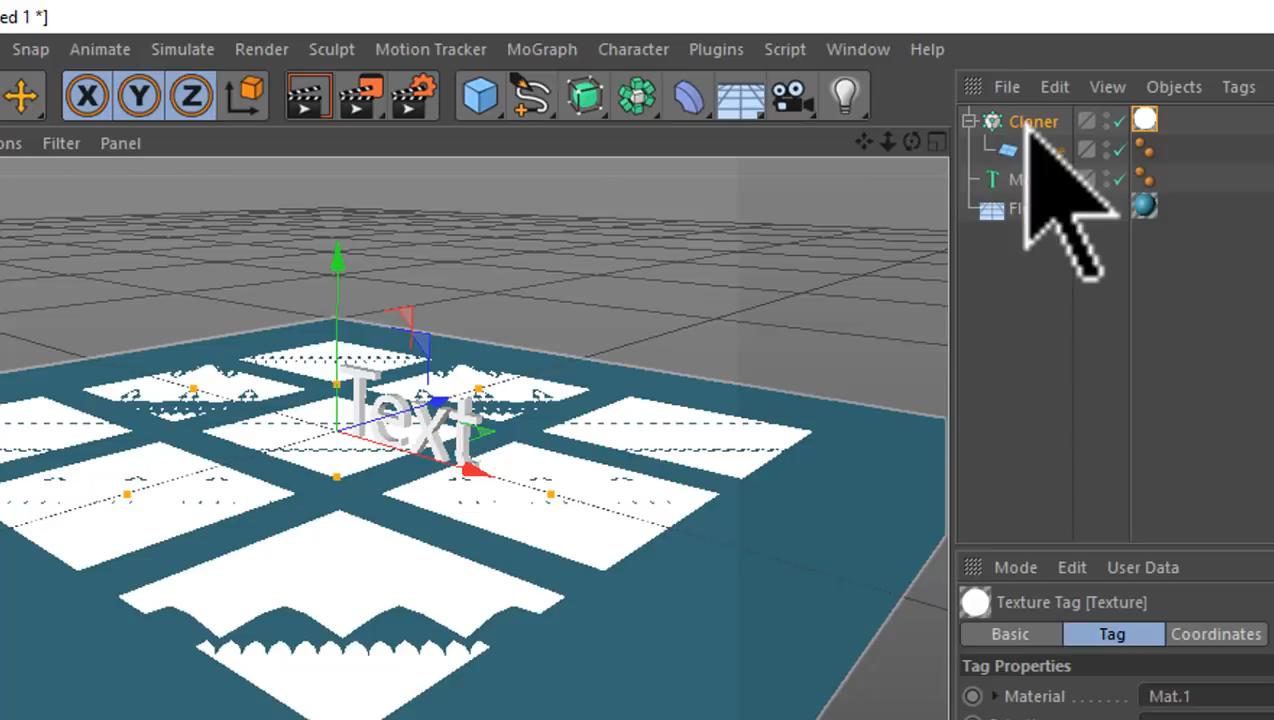 ed 1 *]
Snap Animate Simulate Render Sculpt Motion Tracker MoGraph Character Plugins Script Window Help
X Y Z
File Edit View Objects Tags
ons Filter Panel
Cloner
M
Fl
Text
Mode Edit User Data
Texture Tag [Texture]
Basic Tag Coordinates
Tag Properties
Material . . . . . . . Mat.1